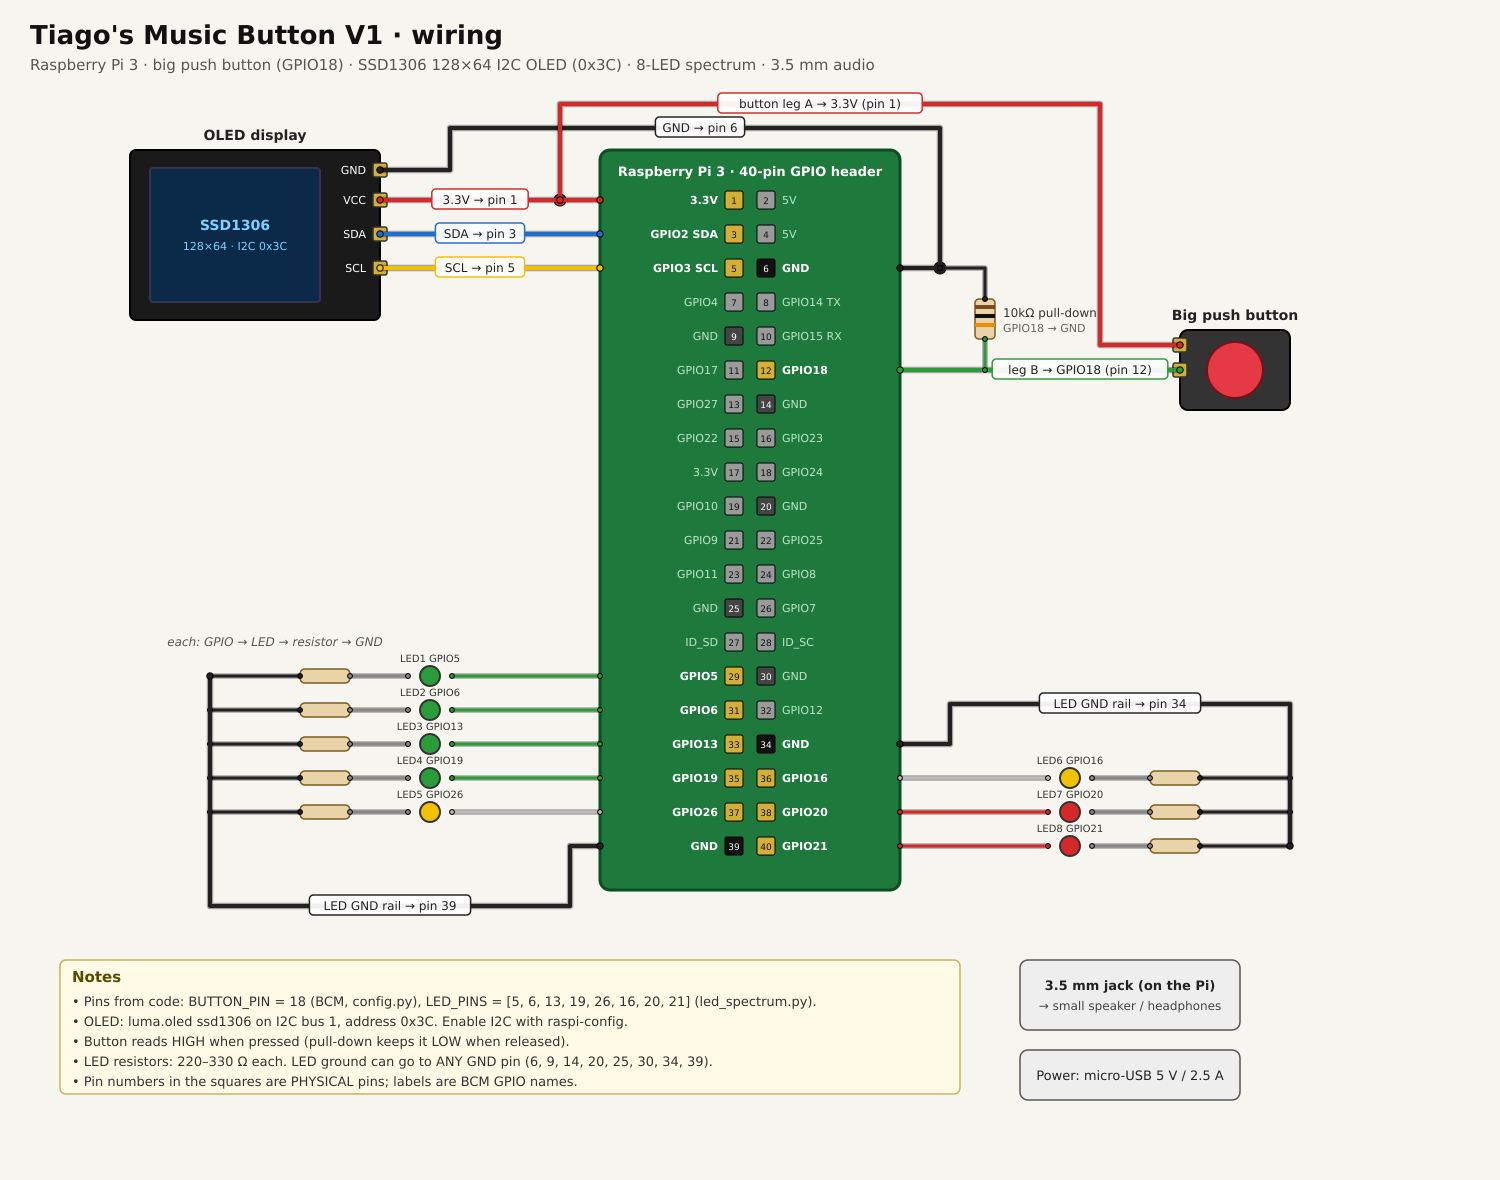 Tiago's Music Button V1 · wiring
Raspberry Pi 3 · big push button (GPIO18) · SSD1306 128×64 I2C OLED (0x3C) · 8-LED spectrum · 3.5 mm audio
button leg A → 3.3V (pin 1)
GND → pin 6
OLED display
GND
VCC
SDA
SCL
SSD1306
128×64 · I2C 0x3C
3.3V → pin 1
SDA → pin 3
SCL → pin 5
Raspberry Pi 3 · 40-pin GPIO header
3.3V 1 2 5V
GPIO2 SDA 3 4 5V
GPIO3 SCL 5 6 GND
GPIO4 7 8 GPIO14 TX
GND 9 10 GPIO15 RX
GPIO17 11 12 GPIO18
GPIO27 13 14 GND
GPIO22 15 16 GPIO23
3.3V 17 18 GPIO24
GPIO10 19 20 GND
GPIO9 21 22 GPIO25
GPIO11 23 24 GPIO8
GND 25 26 GPIO7
ID_SD 27 28 ID_SC
GPIO5 29 30 GND
GPIO6 31 32 GPIO12
GPIO13 33 34 GND
GPIO19 35 36 GPIO16
GPIO26 37 38 GPIO20
GND 39 40 GPIO21
10kΩ pull-down
GPIO18 → GND
Big push button
leg B → GPIO18 (pin 12)
each: GPIO → LED → resistor → GND
LED1 GPIO5
LED2 GPIO6
LED3 GPIO13
LED4 GPIO19
LED5 GPIO26
LED GND rail → pin 39
LED GND rail → pin 34
LED6 GPIO16
LED7 GPIO20
LED8 GPIO21
Notes
• Pins from code: BUTTON_PIN = 18 (BCM, config.py), LED_PINS = [5, 6, 13, 19, 26, 16, 20, 21] (led_spectrum.py).
• OLED: luma.oled ssd1306 on I2C bus 1, address 0x3C. Enable I2C with raspi-config.
• Button reads HIGH when pressed (pull-down keeps it LOW when released).
• LED resistors: 220–330 Ω each. LED ground can go to ANY GND pin (6, 9, 14, 20, 25, 30, 34, 39).
• Pin numbers in the squares are PHYSICAL pins; labels are BCM GPIO names.
3.5 mm jack (on the Pi)
→ small speaker / headphones
Power: micro-USB 5 V / 2.5 A